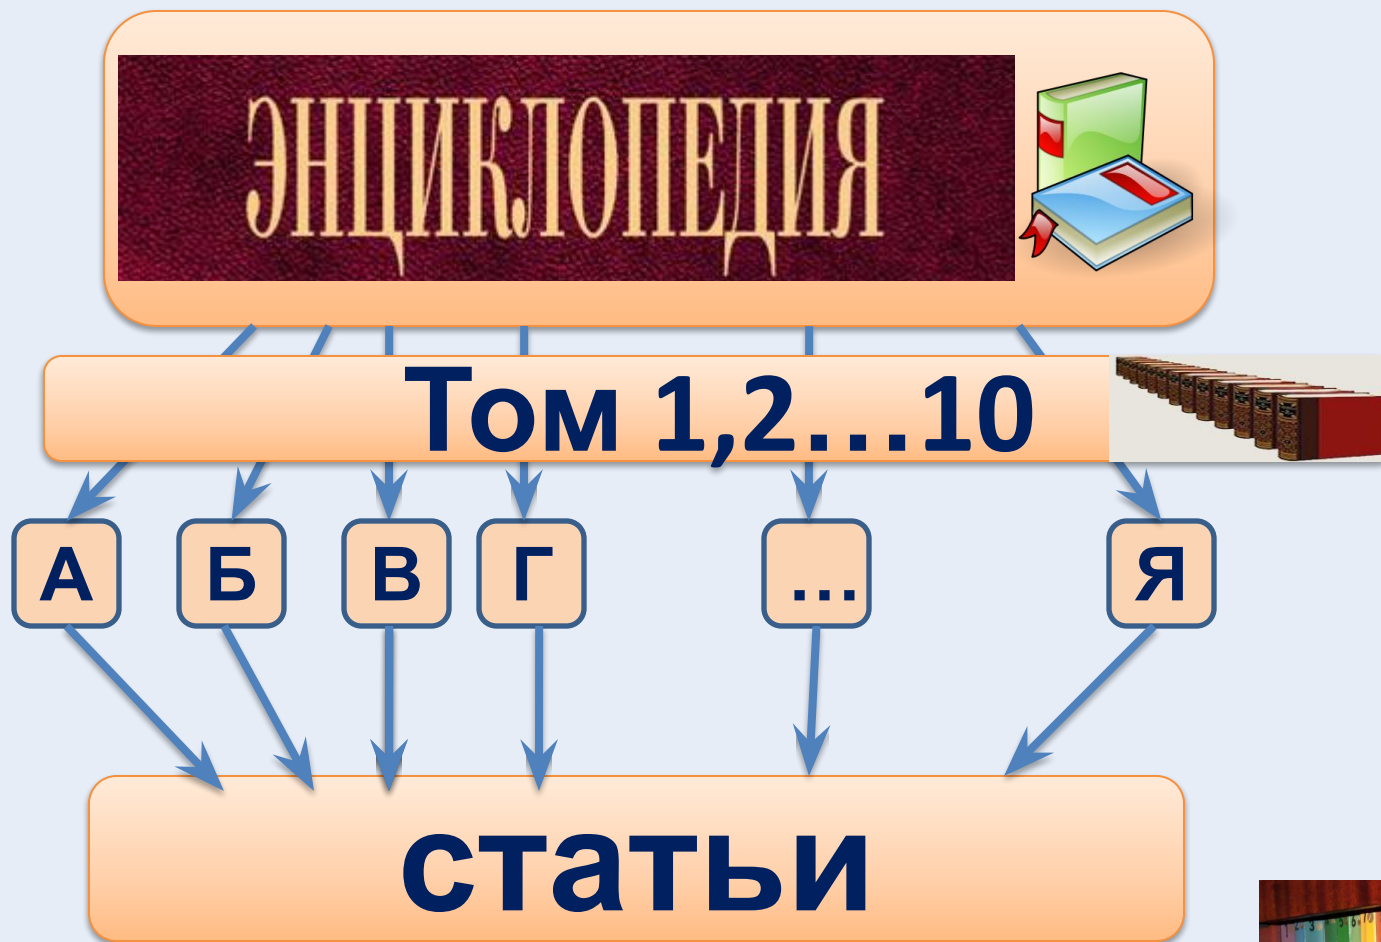 ЭНЦИКЛОПЕДИЯ
Том 1,2...10
А Б В Г ... Я
статьи